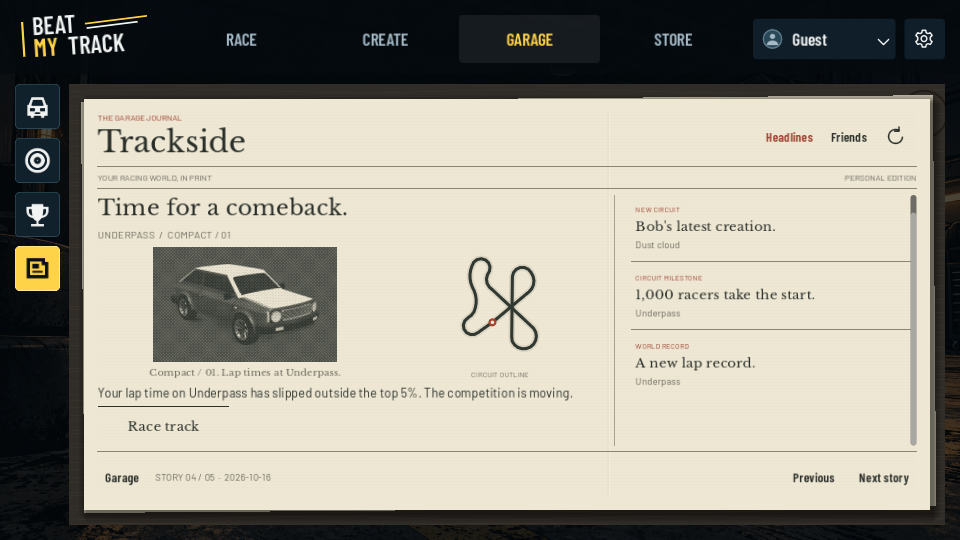 BEAT
MY TRACK
RACE
CREATE
GARAGE
STORE
Guest
THE GARAGE JOURNAL
Trackside
Headlines
Friends
YOUR RACING WORLD, IN PRINT
PERSONAL EDITION
Time for a comeback.
UNDERPASS / COMPACT / 01
Compact / 01. Lap times at Underpass.
CIRCUIT OUTLINE
Your lap time on Underpass has slipped outside the top 5%. The competition is moving.
Race track
NEW CIRCUIT
Bob's latest creation.
Dust cloud
CIRCUIT MILESTONE
1,000 racers take the start.
Underpass
WORLD RECORD
A new lap record.
Underpass
Garage
STORY 04 / 05 · 2026-10-16
Previous
Next story